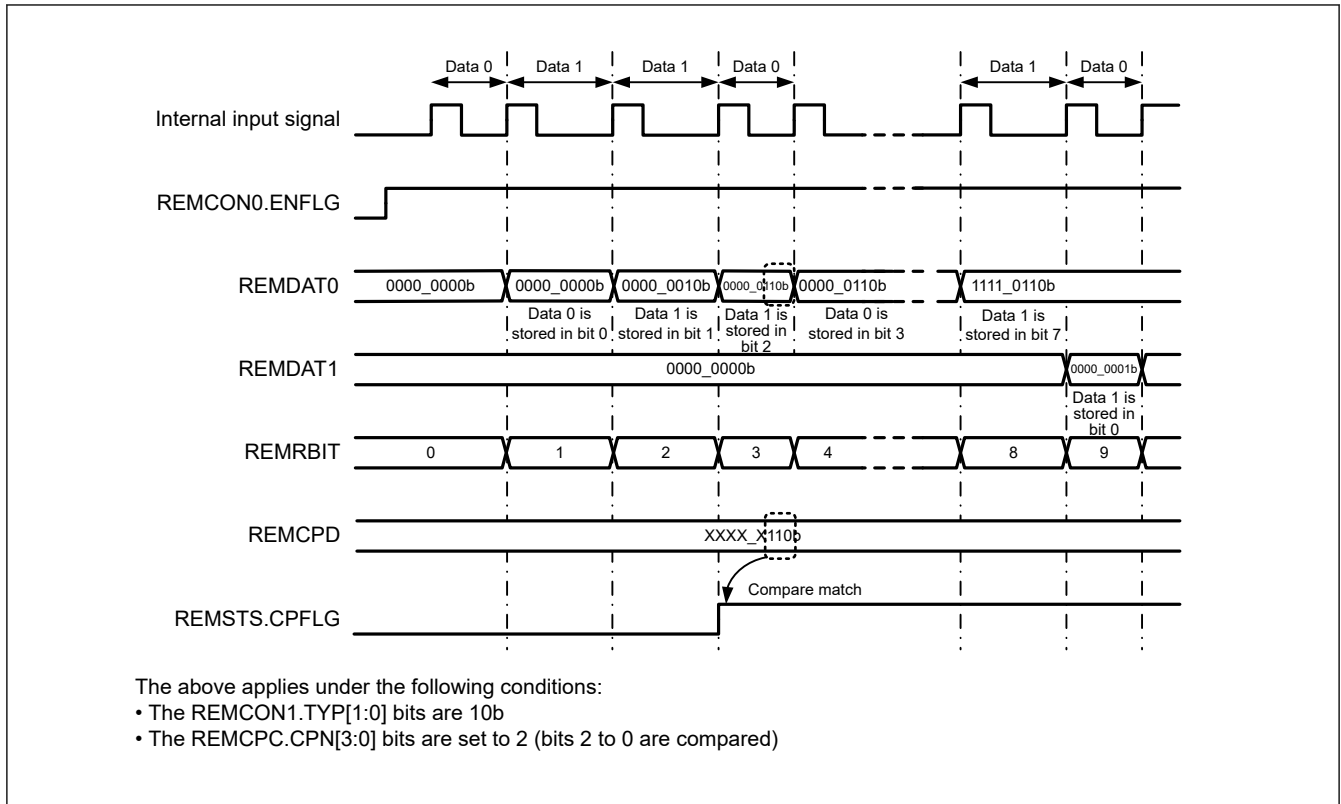 Data 0
Data 1
Data 1
Data 0
Data 1
Data 0
Internal input signal
REMCON0.ENFLG
REMDAT0
0000_0000b
0000_0000b
0000_0010b
0000_0110b
0000_0110b
1111_0110b
Data 0 is
stored in bit 0
Data 1 is
stored in bit 1
Data 1 is
stored in
bit 2
Data 0 is
stored in bit 3
Data 1 is
stored in bit 7
REMDAT1
0000_0000b
0000_0001b
Data 1 is
stored in
bit 0
REMRBIT
0
1
2
3
4
8
9
REMCPD
XXXX_X110b
Compare match
REMSTS.CPFLG
The above applies under the following conditions:
• The REMCON1.TYP[1:0] bits are 10b
• The REMCPC.CPN[3:0] bits are set to 2 (bits 2 to 0 are compared)